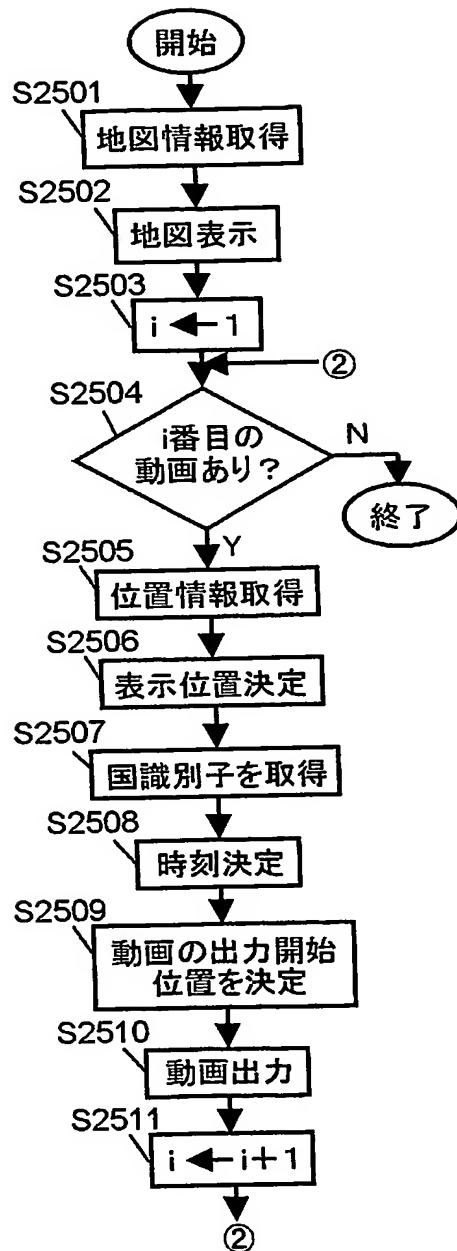 開始
S2501
地図情報取得
S2502
地図表示
S2503
i ← 1
②
S2504
i番目の
動画あり?
N
終了
Y
S2505
位置情報取得
S2506
表示位置決定
S2507
国識別子を取得
S2508
時刻決定
S2509
動画の出力開始
位置を決定
S2510
動画出力
S2511
i ← i+1
②